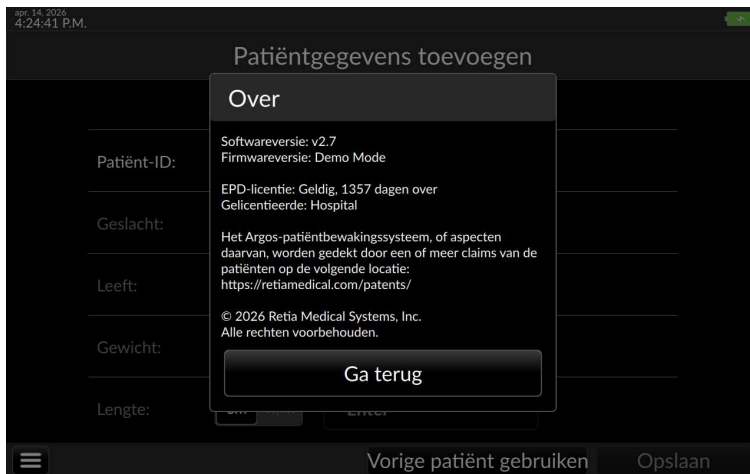 apr. 14, 2026
4:24:41 P.M.
Patiëntgegevens toevoegen
Over
Softwareversie: v2.7
Firmwareversie: Demo Mode
EPD-licentie: Geldig, 1357 dagen over
Gelicentieerde: Hospital
Het Argos-patiëntbewakingssysteem, of aspecten
daarvan, worden gedekt door een of meer claims van de
patiënten op de volgende locatie:
https://retiamedical.com/patents/
© 2026 Retia Medical Systems, Inc.
Alle rechten voorbehouden.
Ga terug
Patiënt-ID:
Geslacht:
Leeft:
Gewicht:
Lengte:
cm
Vorige patiënt gebruiken
Opslaan